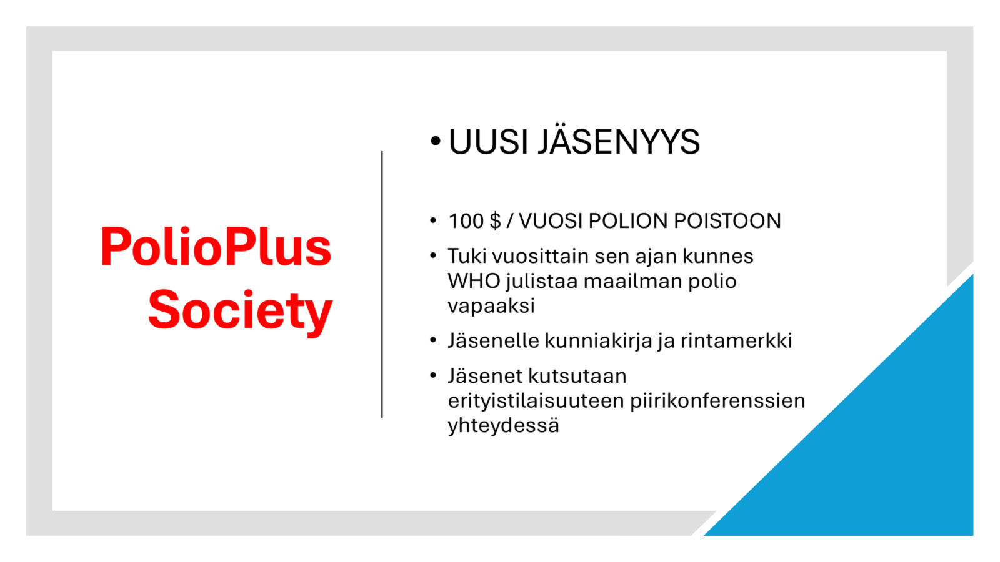 PolioPlus
Society
• UUSI JÄSENYYS
• 100 $ / VUOSI POLION POISTOON
• Tuki vuosittain sen ajan kunnes
WHO julistaa maailman polio
vapaaksi
• Jäsenelle kunniakirja ja rintamerkki
• Jäsenet kutsutaan
erityistilaisuuteen piirikonferenssien
yhteydessä